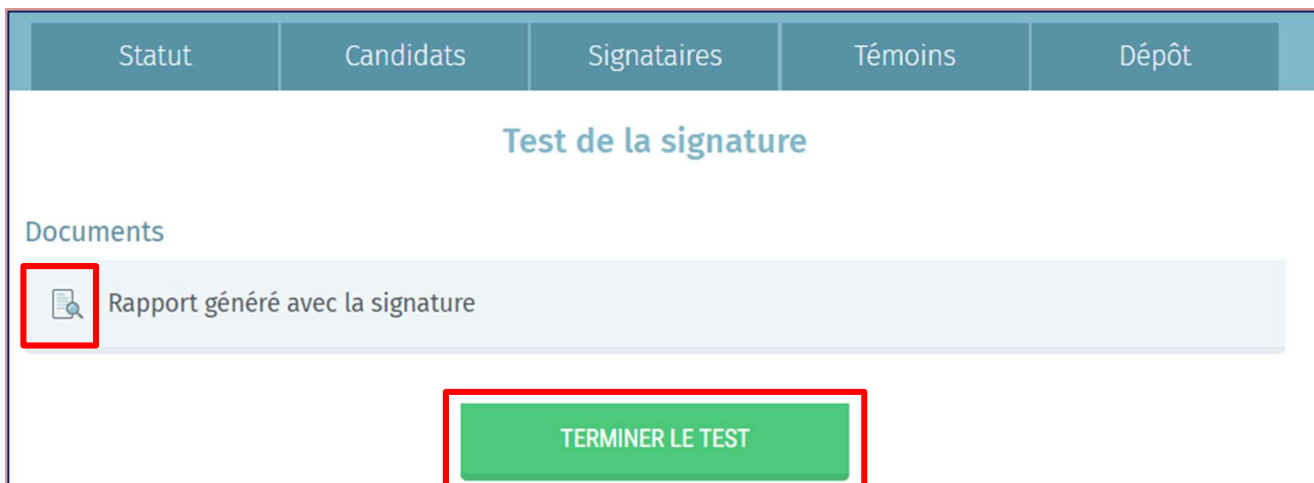 Statut Candidats Signataires Témoins Dépôt
Test de la signature
Documents
Rapport généré avec la signature
TERMINER LE TEST